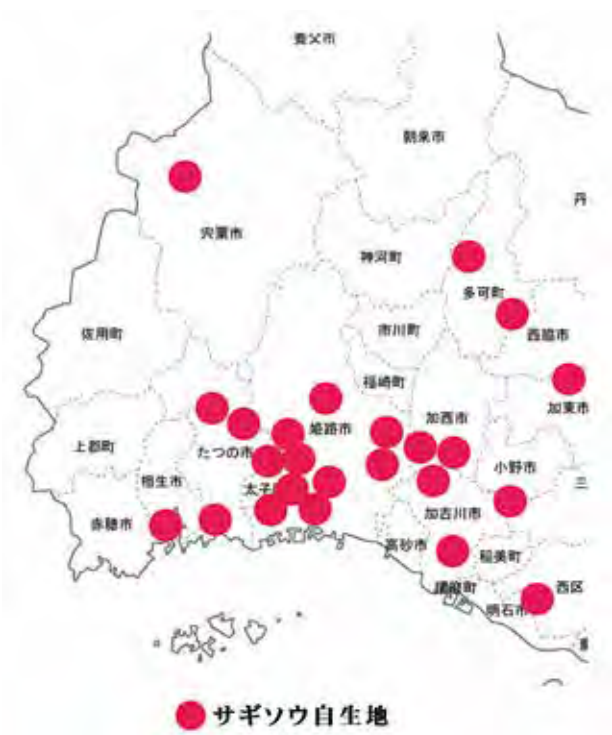 養父市
朝来市
丹
宍粟市
神河町
多可町
西脇市
佐用町
市川町
福崎町
加東市
上郡町
たつの市
姫路市
加西市
小野市
三
相生市
太子
赤穂市
加古川市
高砂市
稲美町
播磨町
明石市
西区
サギソウ自生地